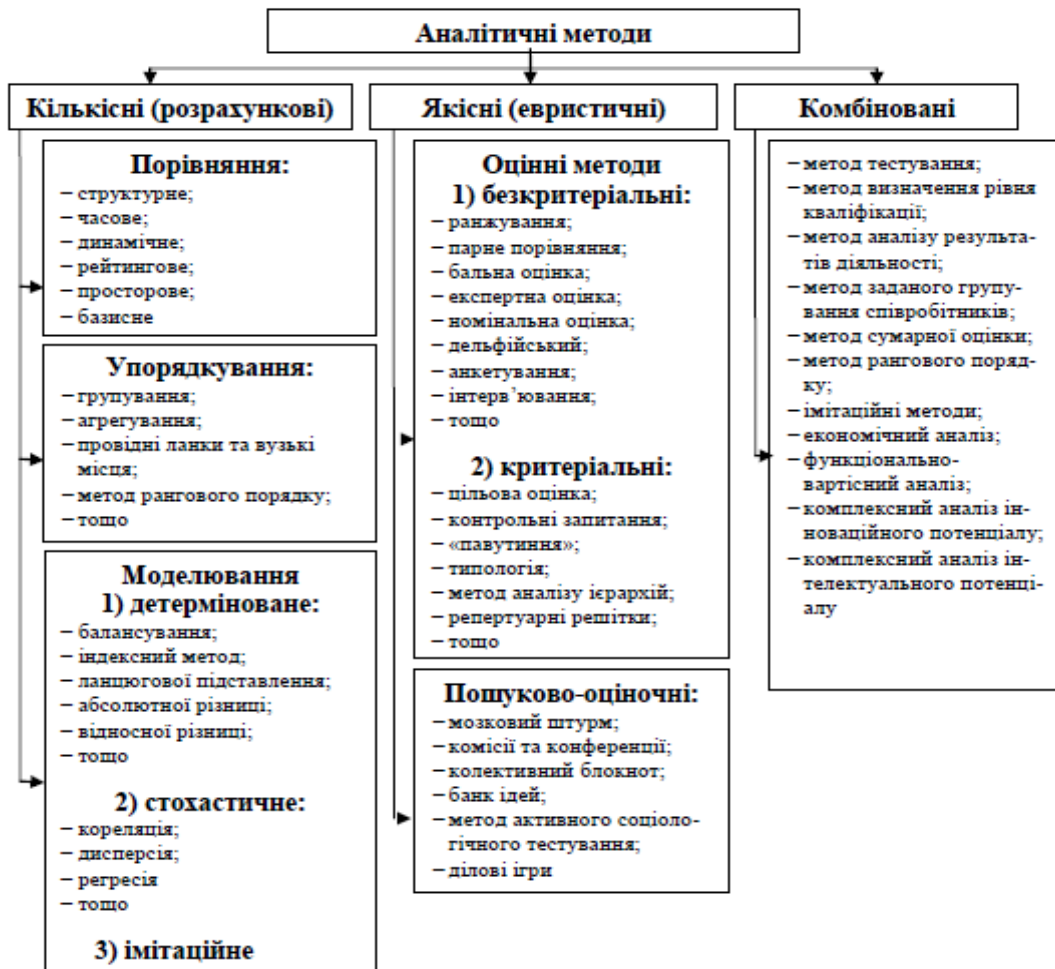 Аналітичні методи
Кількісні (розрахункові)
Порівняння:
– структурне;
– часове;
– динамічне;
– рейтингове;
– просторове;
– базисне
Упорядкування:
– групування;
– агрегування;
– провідні ланки та вузькі
місця;
– метод рангового порядку;
– тощо
Моделювання
1) детерміноване:
– балансування;
– індексний метод;
– ланцюгової підставлення;
– абсолютної різниці;
– відносної різниці;
– тощо
2) стохастичне:
– кореляція;
– дисперсія;
– регресія
– тощо
3) імітаційне
Якісні (евристичні)
Оцінні методи
1) безкритеріальні:
– ранжування;
– парне порівняння;
– бальна оцінка;
– експертна оцінка;
– номінальна оцінка;
– дельфійський;
– анкетування;
– інтерв’ювання;
– тощо
2) критеріальні:
– цільова оцінка;
– контрольні запитання;
– «павутиння»;
– типологія;
– метод аналізу ієрархій;
– репертуарні решітки;
– тощо
Пошуково-оціночні:
– мозковий штурм;
– комісії та конференції;
– колективний блокнот;
– банк ідей;
– метод активного соціоло-
гічного тестування;
– ділові ігри
Комбіновані
– метод тестування;
– метод визначення рівня
кваліфікації;
– метод аналізу результа-
тів діяльності;
– метод заданого групу-
вання співробітників;
– метод сумарної оцінки;
– метод рангового поряд-
ку;
– імітаційні методи;
– економічний аналіз;
– функціонально-
вартісний аналіз;
– комплексний аналіз ін-
новаційного потенціалу;
– комплексний аналіз ін-
телектуального потенці-
алу